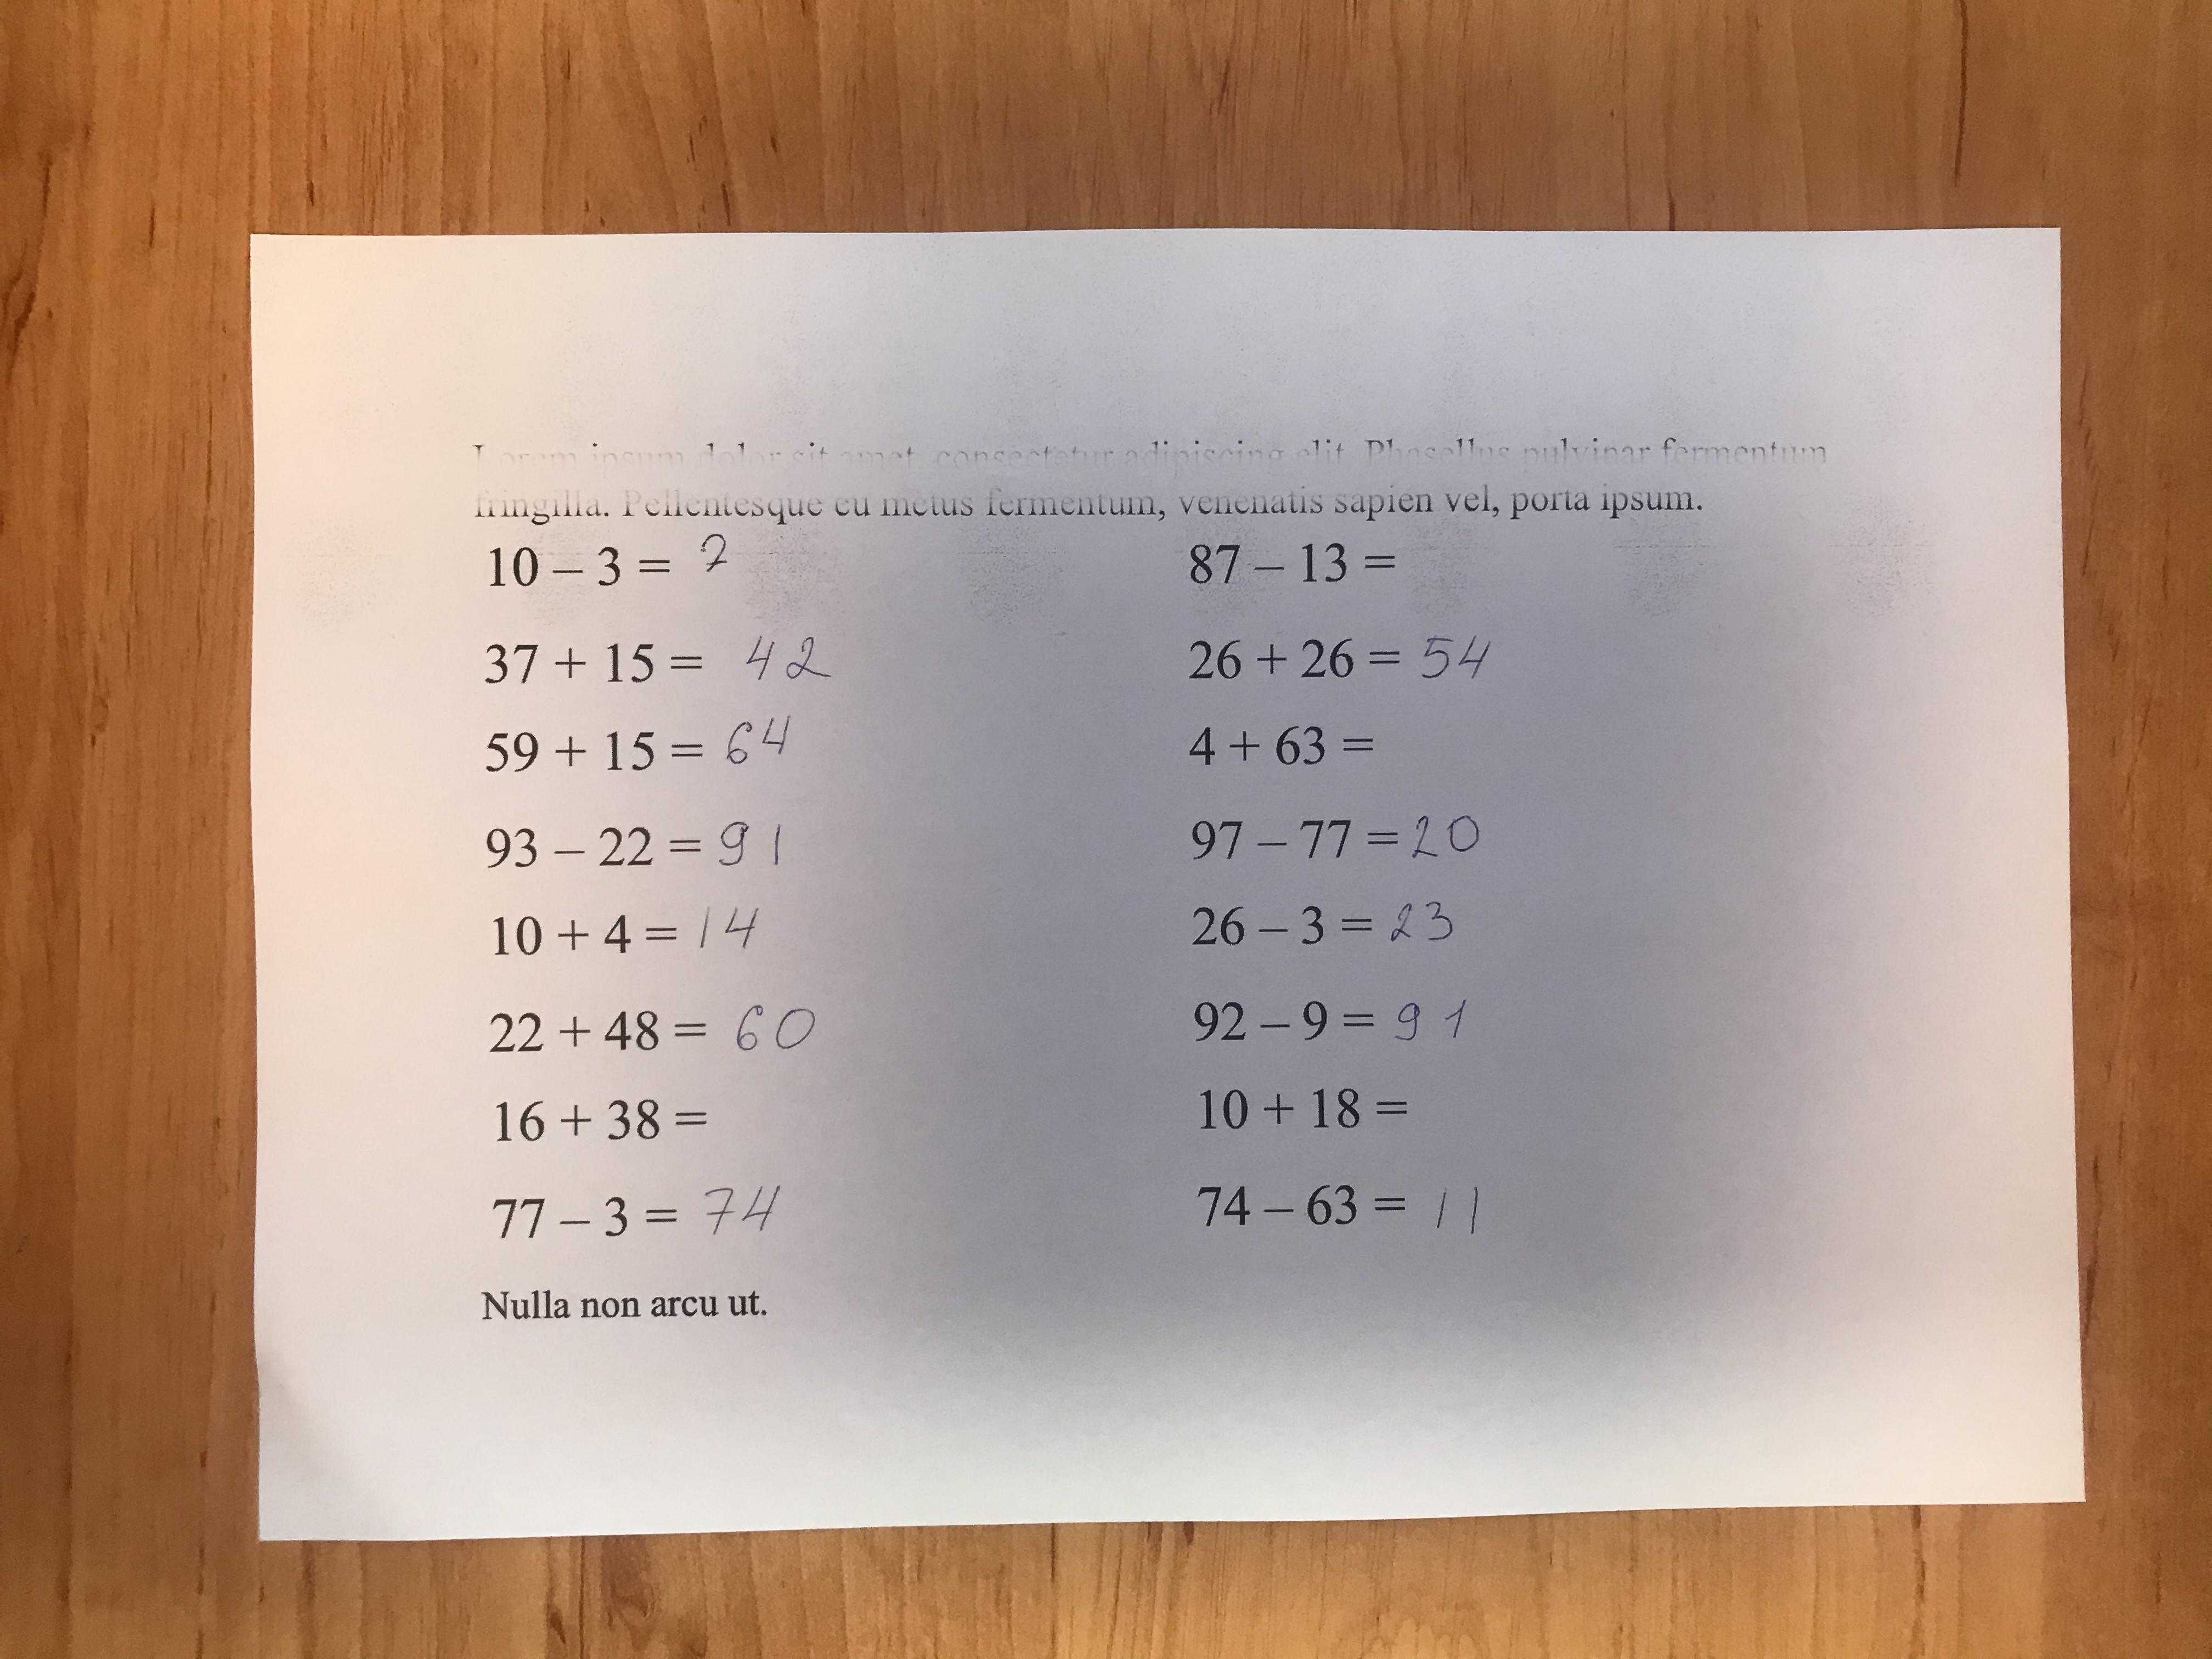 Lorem ipsum dolor sit amet, consectetur adipiscing elit. Phasellus pulvinar fermentum
fringilla. Pellentesque eu metus fermentum, venenatis sapien vel, porta ipsum.
10 – 3 = 7
87 – 13 =
37 + 15 = 42
26 + 26 = 54
59 + 15 = 64
4 + 63 =
93 – 22 = 91
97 – 77 = 20
10 + 4 = 14
26 – 3 = 23
22 + 48 = 60
92 – 9 = 91
16 + 38 =
10 + 18 =
77 – 3 = 74
74 – 63 = 11
Nulla non arcu ut.